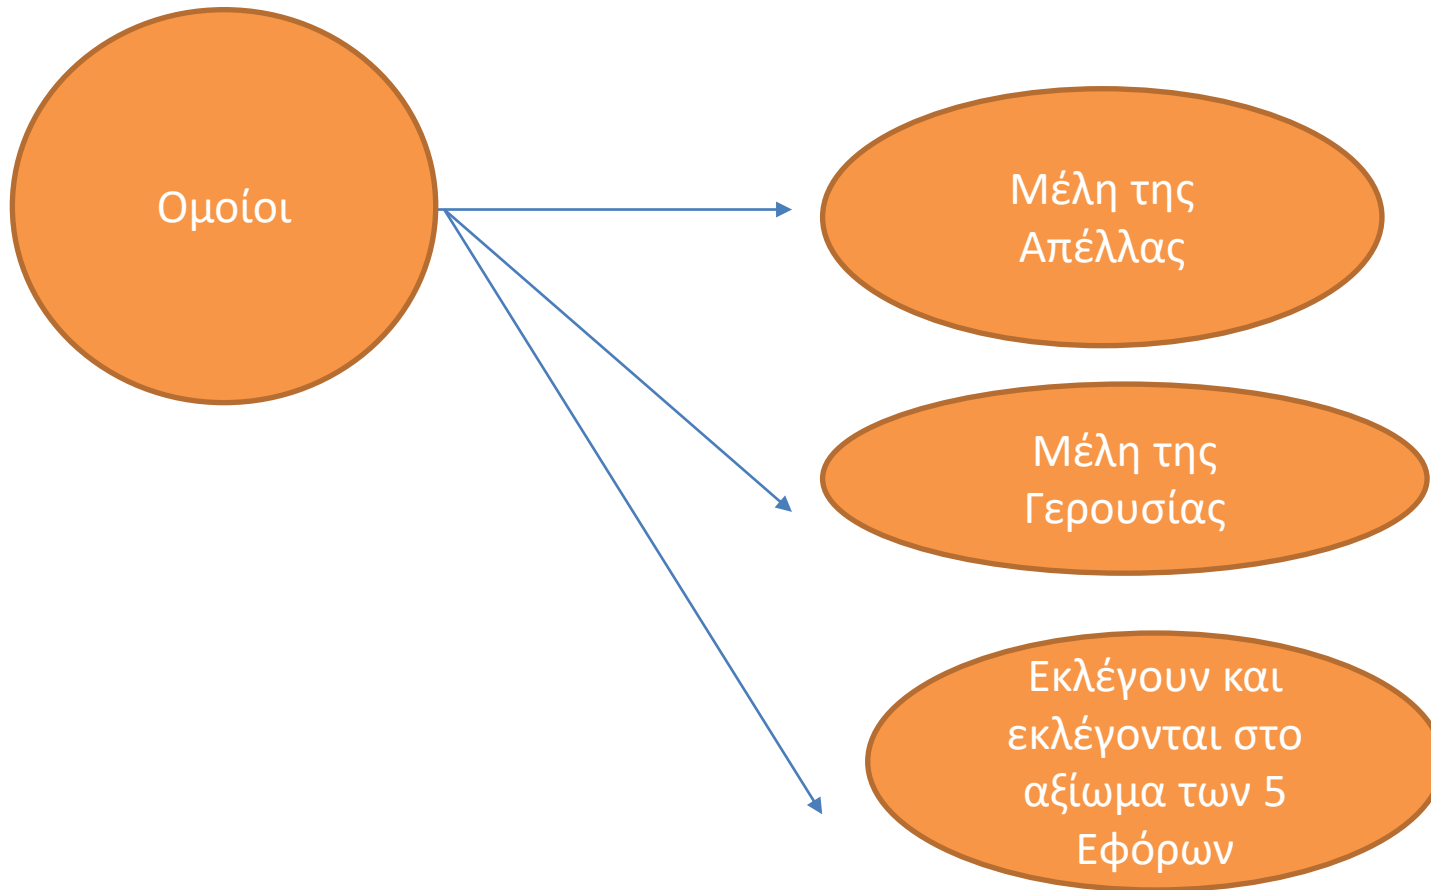 Ομοίοι
Μέλη της
Απέλλας
Μέλη της
Γερουσίας
Εκλέγουν και
εκλέγονται στο
αξίωμα των 5
Εφόρων